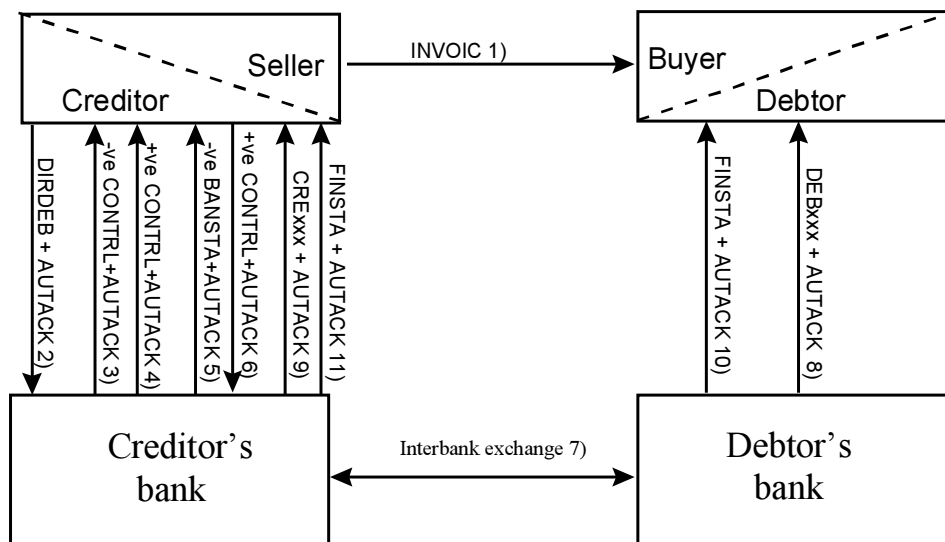 Seller
Creditor
INVOIC 1)
Buyer
Debtor
DIRDEB + AUTACK 2)
-ve CONTRL+AUTACK 3)
+ve CONTRL+AUTACK 4)
-ve BANSTA+AUTACK 5)
+ve CONTRL+AUTACK 6)
CRExxx + AUTACK 9)
FINSTA + AUTACK 11)
FINSTA + AUTACK 10)
DEBxxx + AUTACK 8)
Creditor's
bank
Interbank exchange 7)
Debtor's
bank